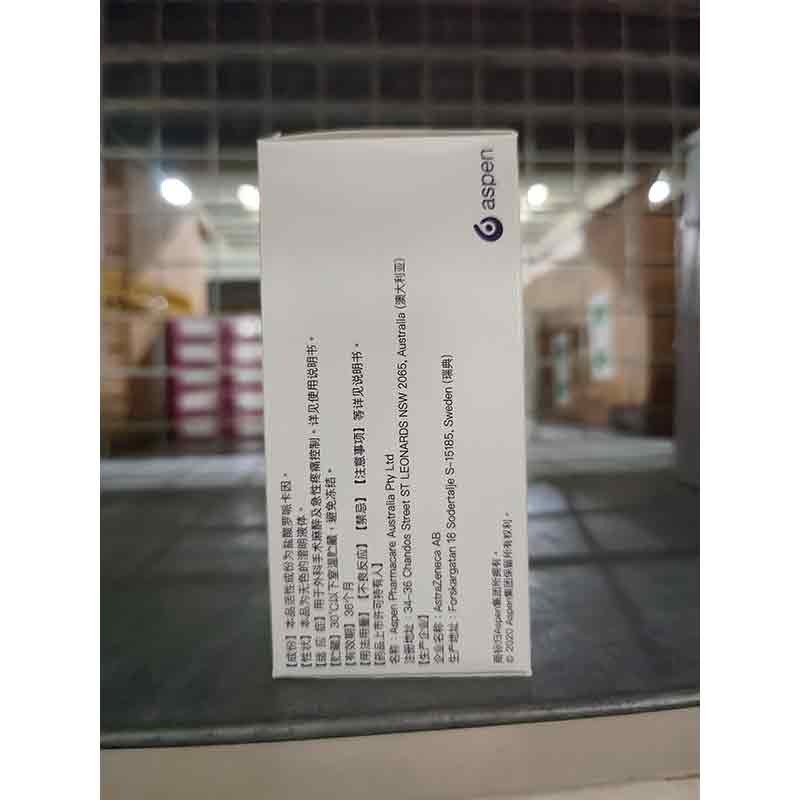 aspen
【成份】本品活性成份为盐酸罗哌卡因。
【性状】本品为无色的澄明液体。
【适 应 症】用于外科手术麻醉及急性疼痛控制。详见使用说明书。
【贮藏】30°C以下室温贮藏，避免冻结。
【有效期】36个月
【用法用量】【不良反应】【禁忌】【注意事项】等详见说明书。
【药品上市许可持有人】
名称：Aspen Pharmacare Australia Pty Ltd
注册地址：34-36 Chandos Street ST LEONARDS NSW 2065, Australia (澳大利亚)
【生产企业】
企业名称：AstraZeneca AB
生产地址：Forskargatan 18 Sodertalje S-15185, Sweden (瑞典)
商标归Aspen集团所拥有。
© 2020 Aspen集团保留所有权利。